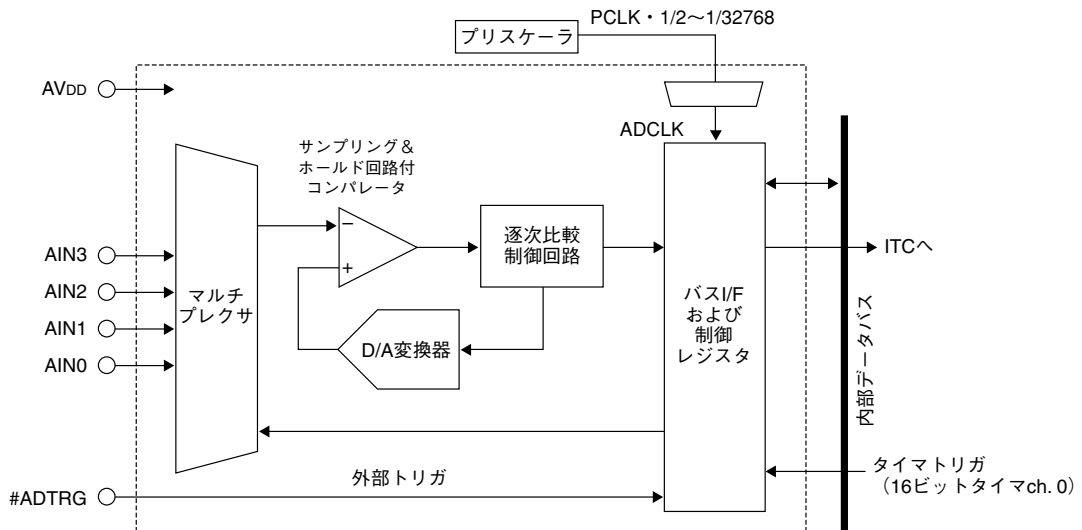 PCLK・1/2〜1/32768
プリスケーラ
AVDD
ADCLK
サンプリング＆
ホールド回路付
コンパレータ
−
+
逐次比較
制御回路
ITCへ
AIN3
AIN2
AIN1
AIN0
マルチ
プレクサ
D/A変換器
バスI/F
および
制御
レジスタ
内部データバス
外部トリガ
タイマトリガ
（16ビットタイマch. 0）
#ADTRG